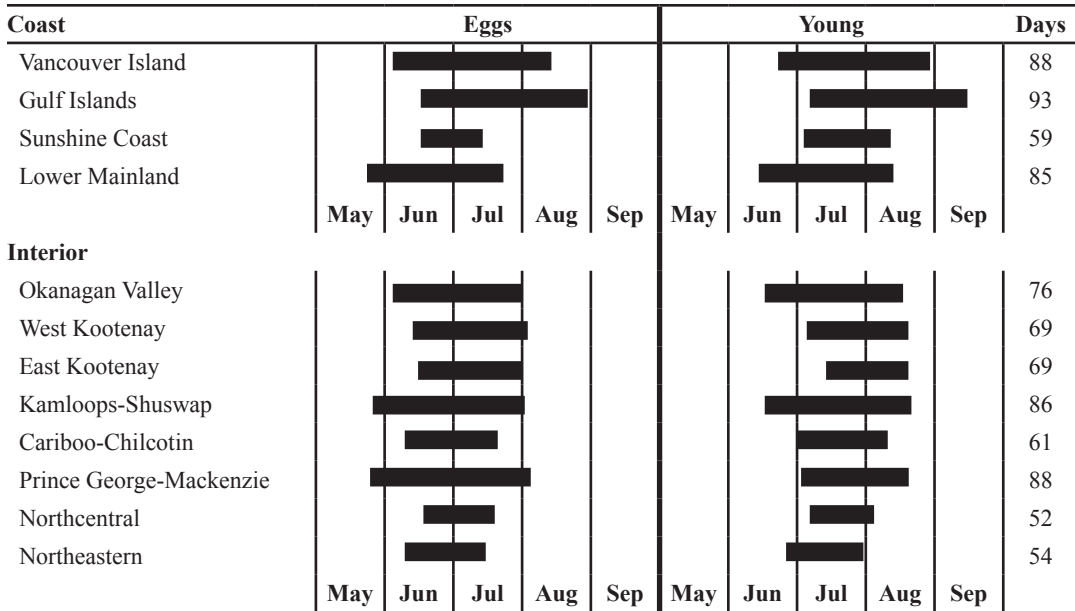 Coast Eggs Young Days
Vancouver Island 88
Gulf Islands 93
Sunshine Coast 59
Lower Mainland 85
May Jun Jul Aug Sep May Jun Jul Aug Sep
Interior
Okanagan Valley 76
West Kootenay 69
East Kootenay 69
Kamloops-Shuswap 86
Cariboo-Chilcotin 61
Prince George-Mackenzie 88
Northcentral 52
Northeastern 54
May Jun Jul Aug Sep May Jun Jul Aug Sep